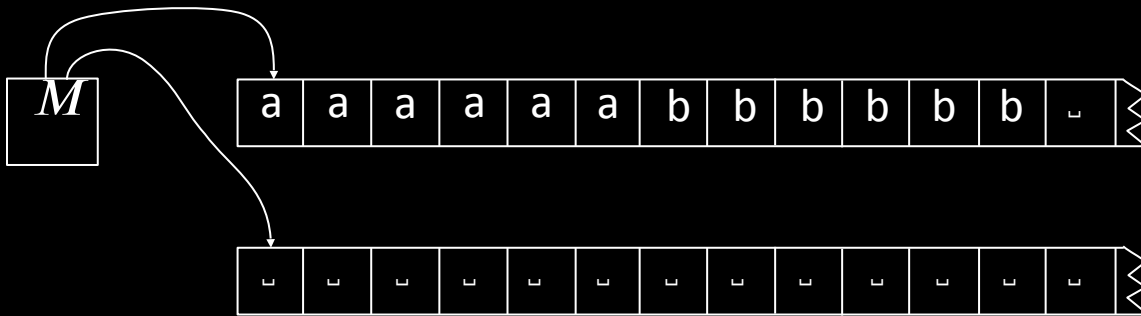 M
a a a a a a b b b b b b ␣
␣ ␣ ␣ ␣ ␣ ␣ ␣ ␣ ␣ ␣ ␣ ␣ ␣